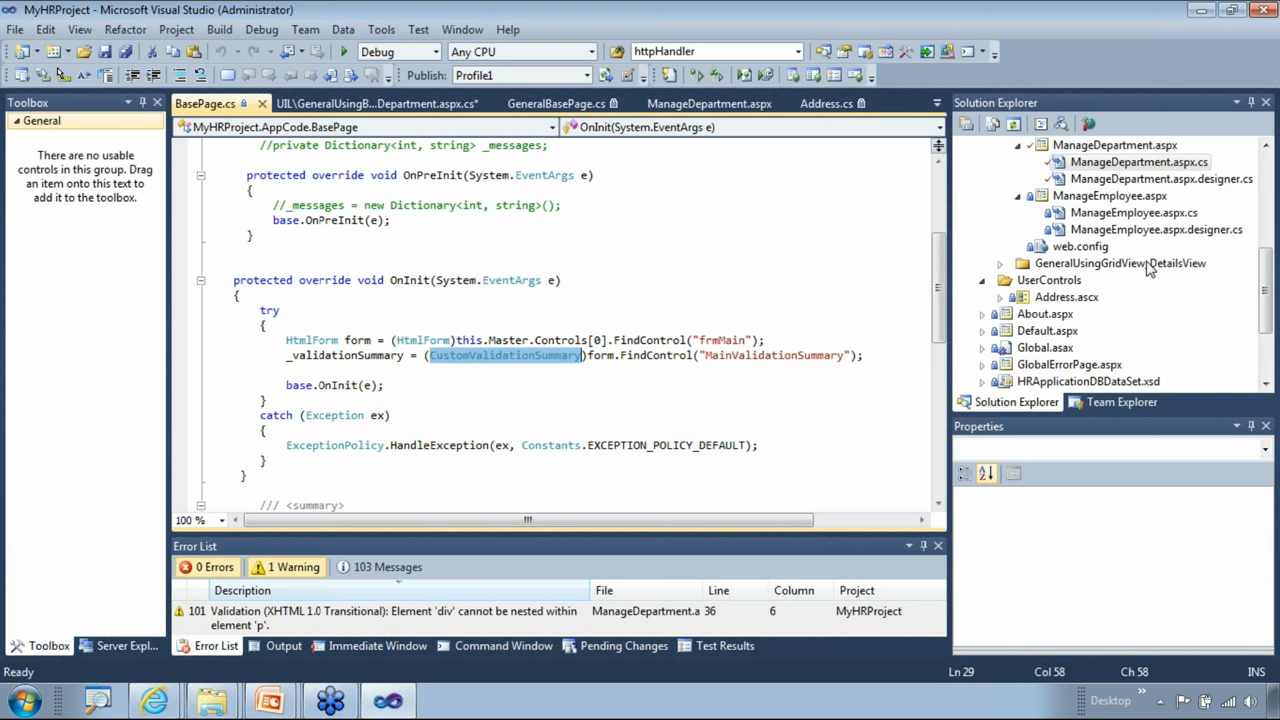 MyHRProject - Microsoft Visual Studio (Administrator)
File Edit View Refactor Project Build Debug Team Data Tools Test Window Help
Debug Any CPU httpHandler
Publish: Profile1
Toolbox
General
There are no usable
controls in this group. Drag
an item onto this text to
add it to the toolbox.
BasePage.cs UIL\GeneralUsingB...Department.aspx.cs* GeneralBasePage.cs ManageDepartment.aspx Address.cs
MyHRProject.AppCode.BasePage OnInit(System.EventArgs e)
//private Dictionary<int, string> _messages;
protected override void OnPreInit(System.EventArgs e)
{
//_messages = new Dictionary<int, string>();
base.OnPreInit(e);
}
protected override void OnInit(System.EventArgs e)
{
try
{
HtmlForm form = (HtmlForm)this.Master.Controls[0].FindControl("frmMain");
_validationSummary = (CustomValidationSummary)form.FindControl("MainValidationSummary");
base.OnInit(e);
}
catch (Exception ex)
{
ExceptionPolicy.HandleException(ex, Constants.EXCEPTION_POLICY_DEFAULT);
}
}
/// <summary>
100 %
Solution Explorer
ManageDepartment.aspx
ManageDepartment.aspx.cs
ManageDepartment.aspx.designer.cs
ManageEmployee.aspx
ManageEmployee.aspx.cs
ManageEmployee.aspx.designer.cs
web.config
GeneralUsingGridView_DetailsView
UserControls
Address.ascx
About.aspx
Default.aspx
Global.asax
GlobalErrorPage.aspx
HRApplicationDBDataSet.xsd
Solution Explorer Team Explorer
Properties
Error List
0 Errors 1 Warning 103 Messages
Description File Line Column Project
101 Validation (XHTML 1.0 Transitional): Element 'div' cannot be nested within element 'p'. ManageDepartment.a 36 6 MyHRProject
Toolbox Server Expl... Error List Output Immediate Window Command Window Pending Changes Test Results
Ready Ln 29 Col 58 Ch 58 INS
Desktop